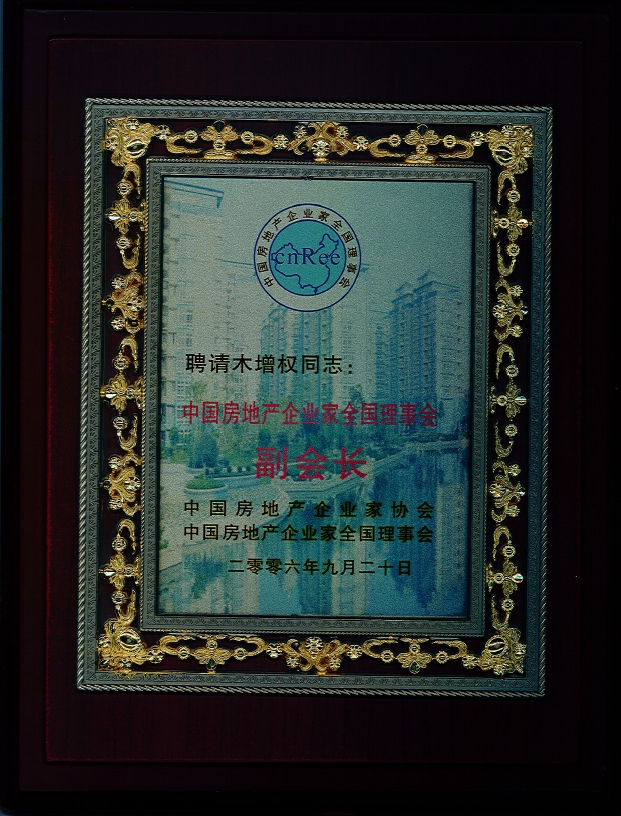 中国房地产企业家全国理事会
cnRee
聘请木增权同志：
中国房地产企业家全国理事会
副会长
中国房地产企业家协会
中国房地产企业家全国理事会
二零零六年九月二十日